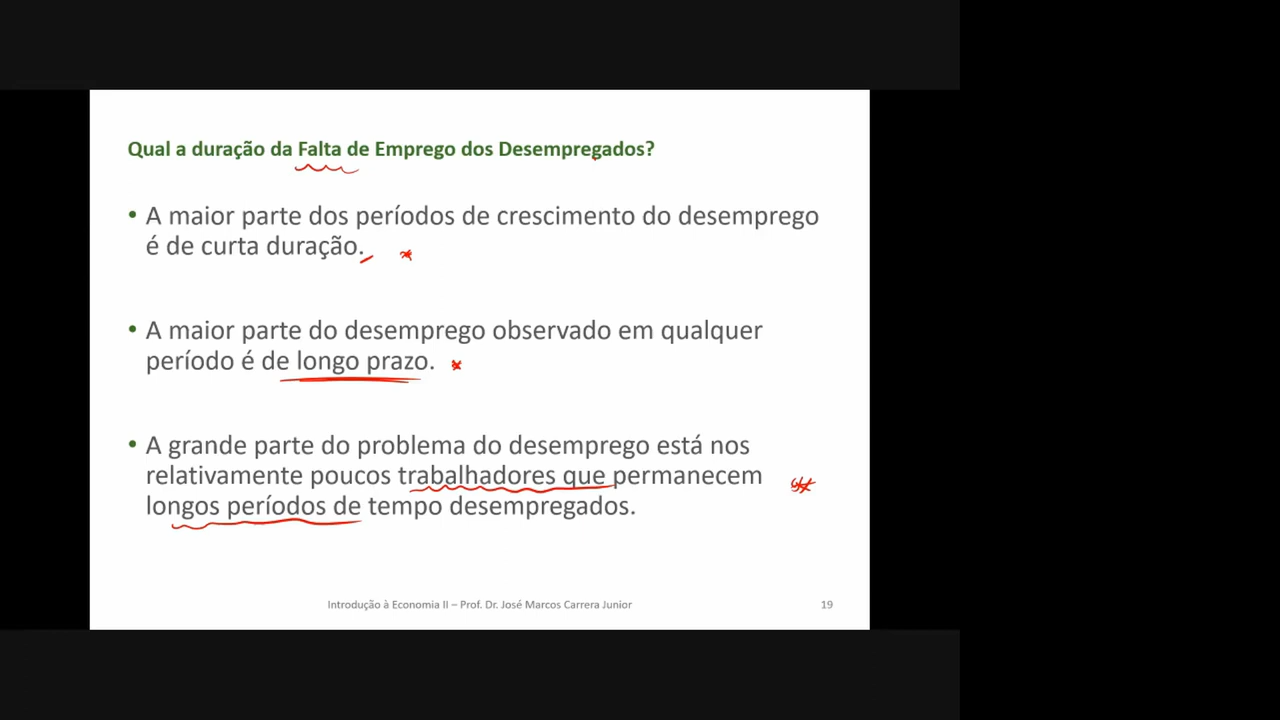 Qual a duração da Falta de Emprego dos Desempregados?
• A maior parte dos períodos de crescimento do desemprego
é de curta duração.
• A maior parte do desemprego observado em qualquer
período é de longo prazo.
• A grande parte do problema do desemprego está nos
relativamente poucos trabalhadores que permanecem
longos períodos de tempo desempregados.
Introdução à Economia II – Prof. Dr. José Marcos Carrera Junior
19